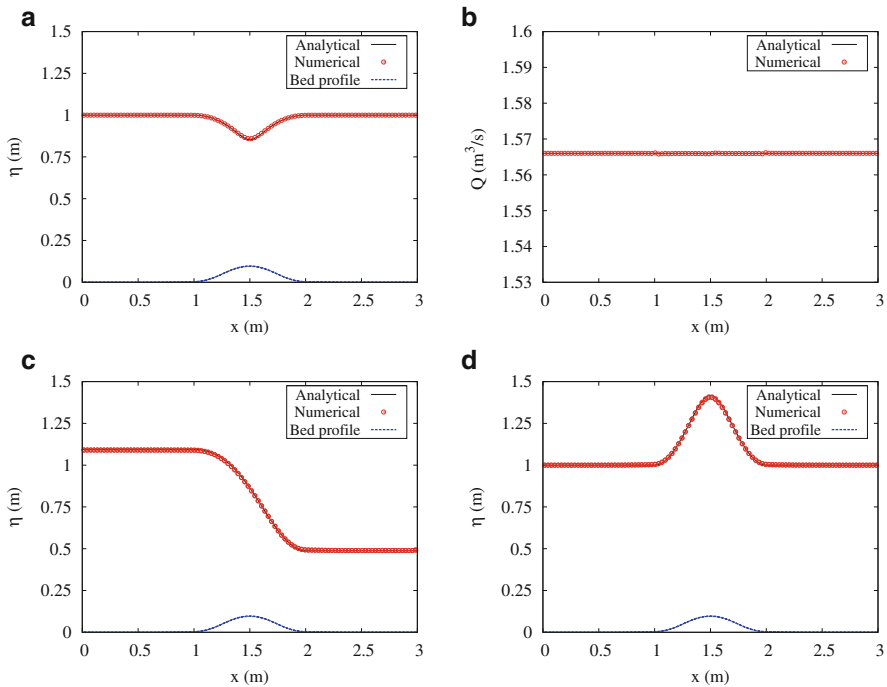 a
1.5
1.25
1
0.75
0.5
0.25
0
η (m)
Analytical
Numerical
Bed profile
0 0.5 1 1.5 2 2.5 3
x (m)
b
1.6
1.59
1.58
1.57
1.56
1.55
1.54
1.53
Q (m³/s)
Analytical
Numerical
0 0.5 1 1.5 2 2.5 3
x (m)
c
1.5
1.25
1
0.75
0.5
0.25
0
η (m)
Analytical
Numerical
Bed profile
0 0.5 1 1.5 2 2.5 3
x (m)
d
1.5
1.25
1
0.75
0.5
0.25
0
η (m)
Analytical
Numerical
Bed profile
0 0.5 1 1.5 2 2.5 3
x (m)